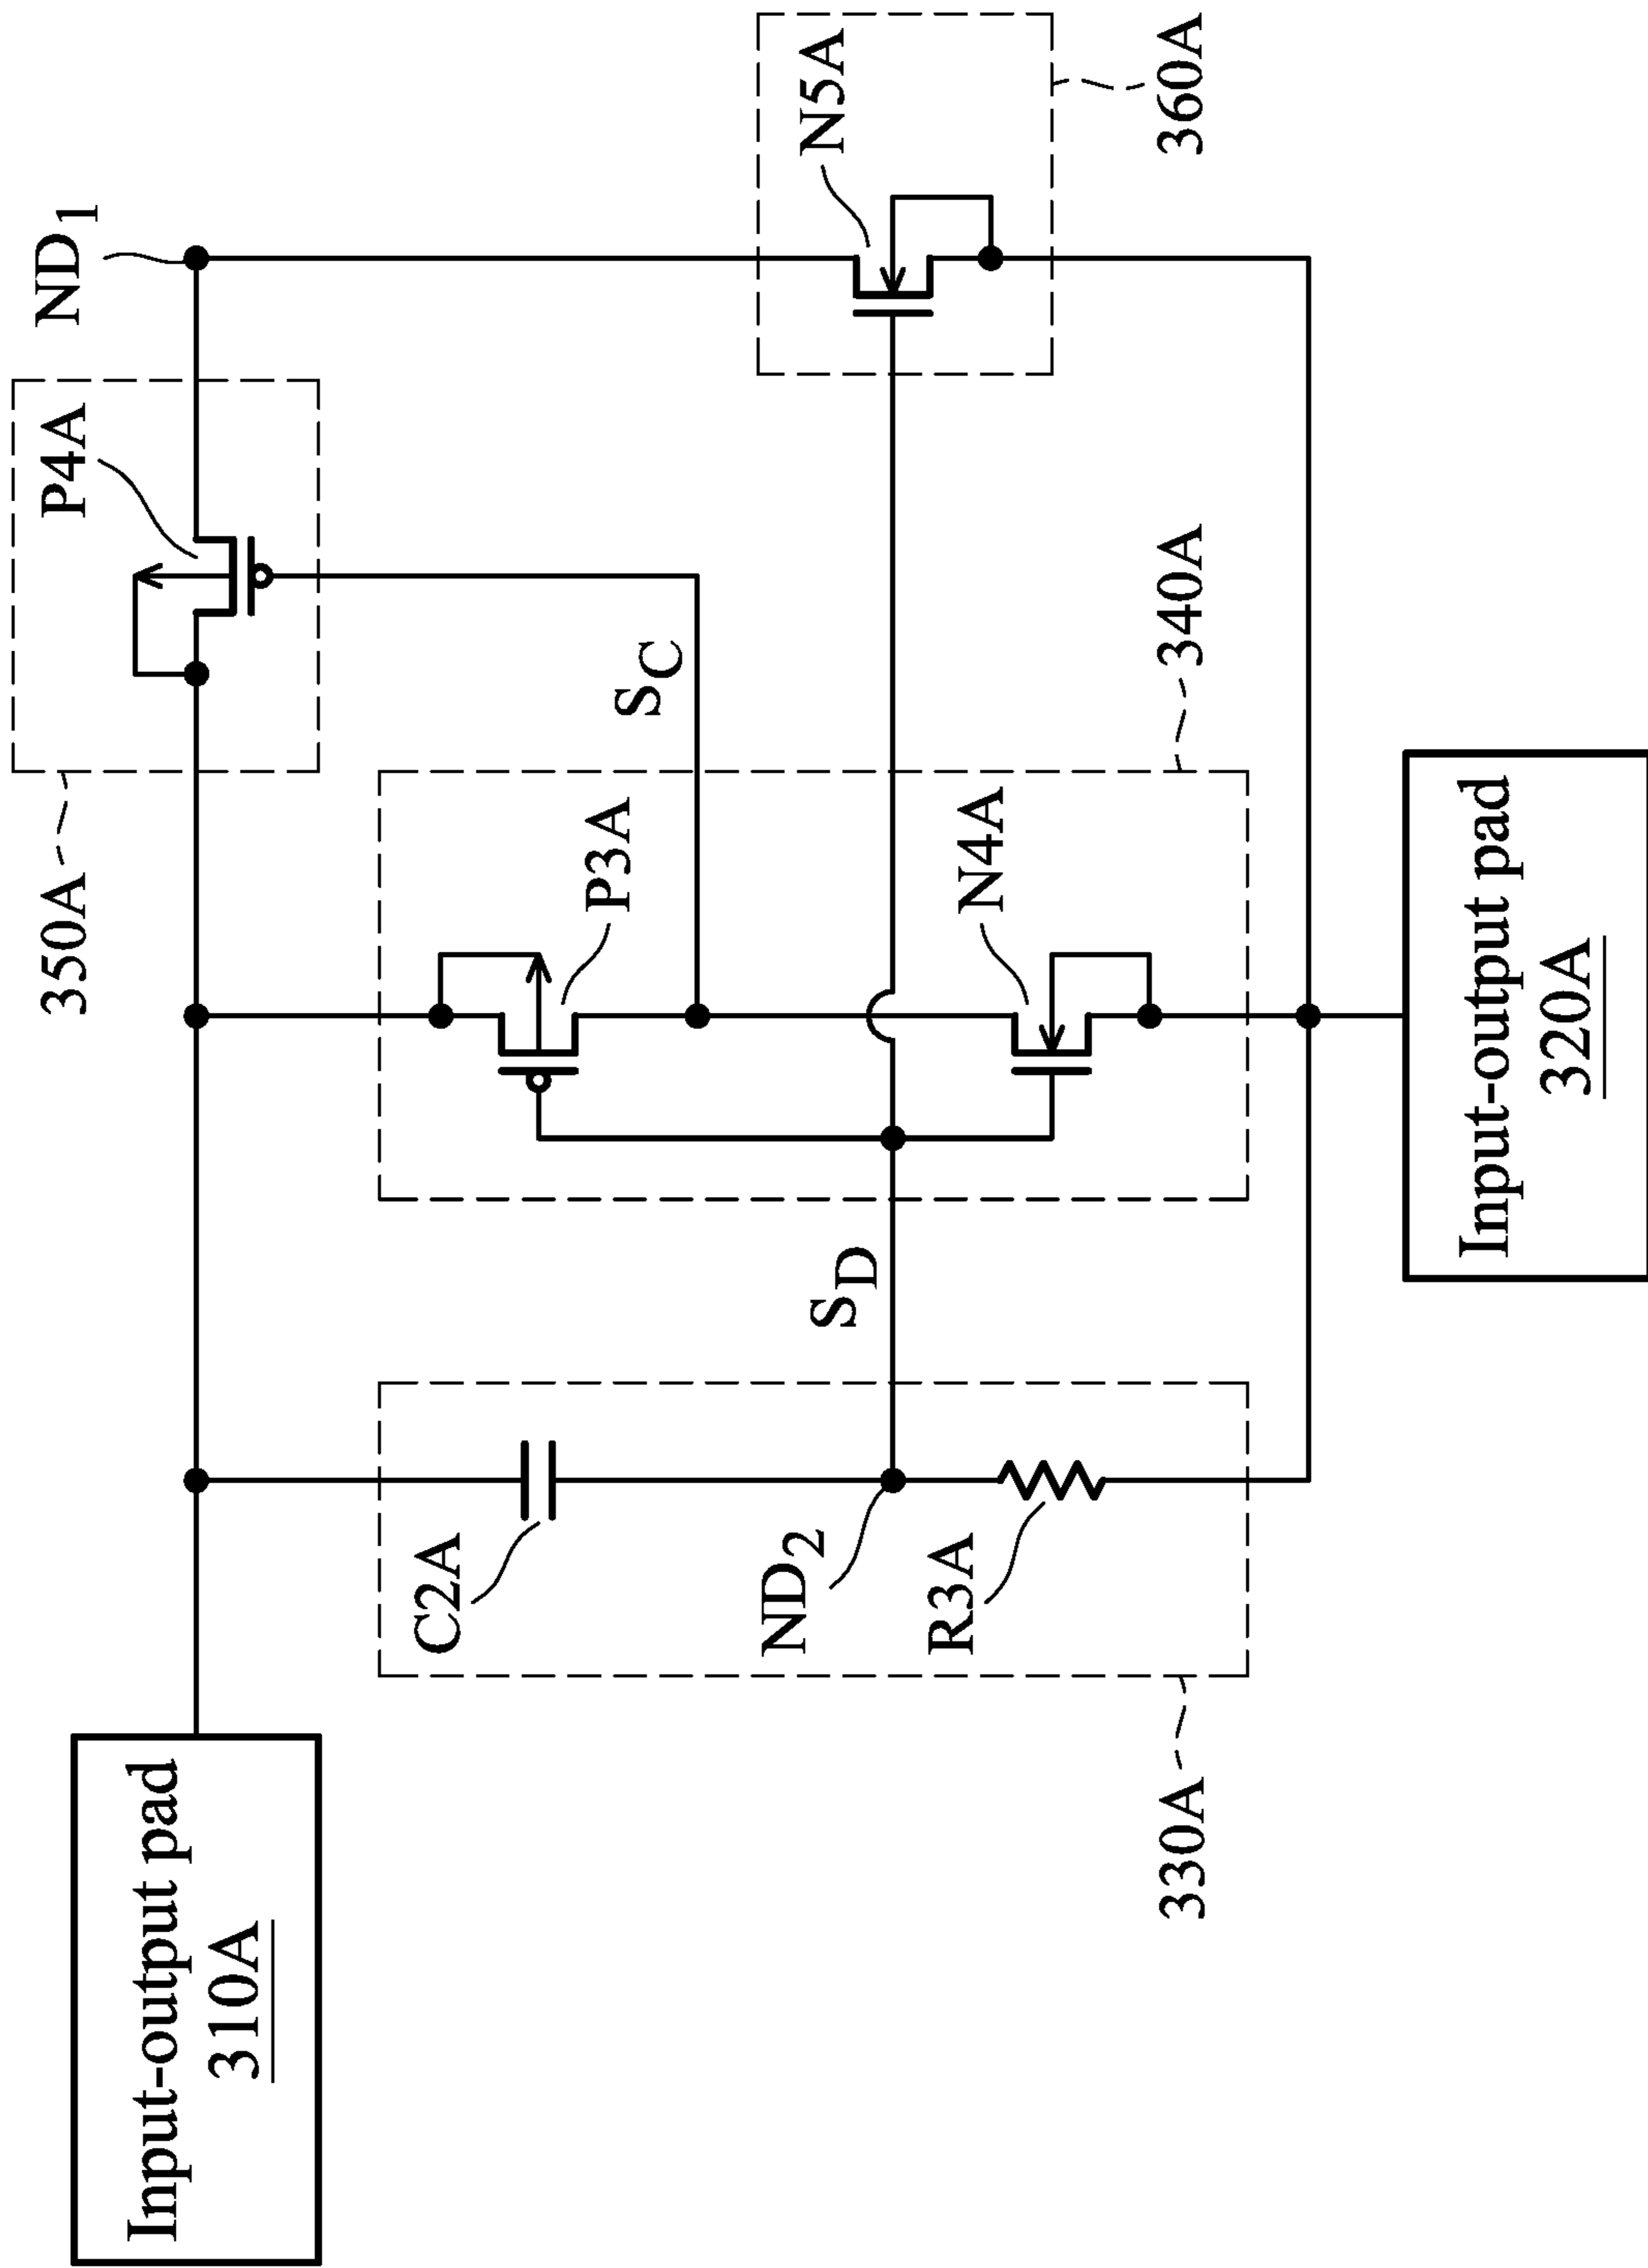 350A
P4A
ND1
Input-output pad
310A
C2A
P3A
SC
N5A
ND2
SD
R3A
N4A
330A
340A
360A
Input-output pad
320A